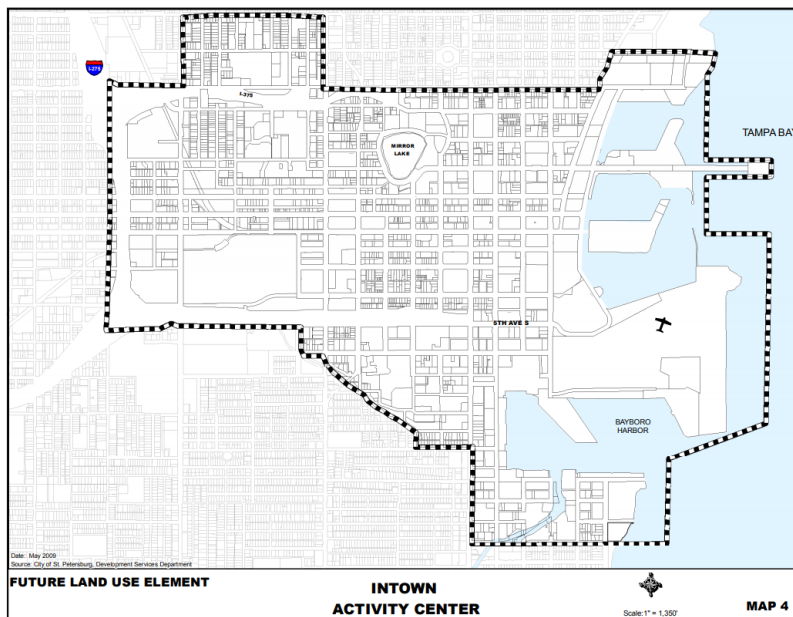 I-275
I-375
MIRROR
LAKE
TAMPA BAY
5TH AVE S
BAYBORO
HARBOR
Date: May 2009
Source: City of St. Petersburg, Development Services Department
FUTURE LAND USE ELEMENT
INTOWN
ACTIVITY CENTER
Scale:1" = 1,350'
MAP 4